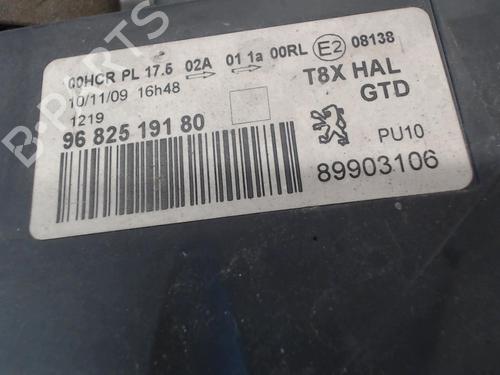 00HCR PL 17.5 02A → 01 1a → 00RL E2 08138
10/11/09 16h48
1219
96 825 191 80
T8X HAL
GTD
PU10
89903106
B-PARTS